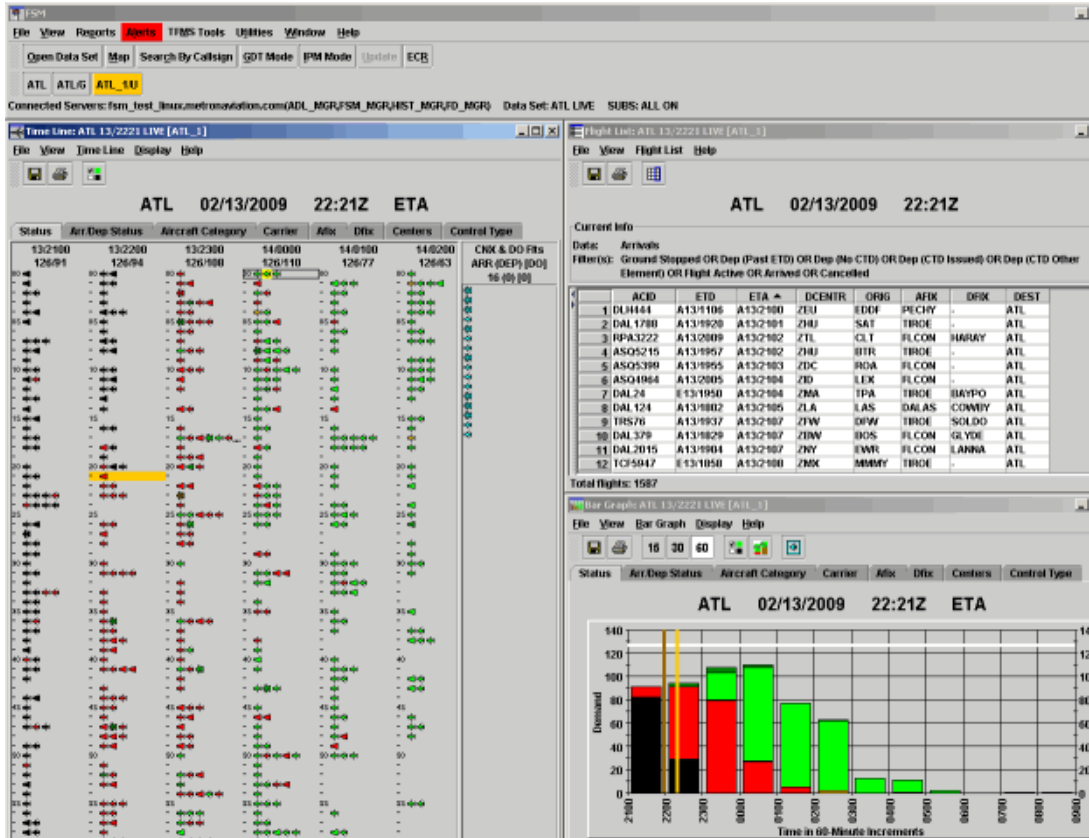 FSM
File View Reports Alerts TFMS Tools Utilities Window Help
Open Data Set Map Search By Callsign GDT Mode IPM Mode Update ECR
ATL ATL/G ATL_1/U
Connected Servers: fsm_test_linux.metronaviation.com(ADL_MGR,FSM_MGR,HIST_MGR,FD_MGR) Data Set: ATL LIVE SUBS: ALL ON
Time Line: ATL 13/2221 LIVE [ATL_1]
File View Time Line Display Help
ATL 02/13/2009 22:21Z ETA
Status Arr/Dep Status Aircraft Category Carrier Afix Dfix Centers Control Type
13/2100 13/2200 13/2300 14/0000 14/0100 14/0200 CNX & DO Flts
126/91 126/94 126/108 126/110 126/77 126/63 ARR (DEP) [DO]
16 (0) [0]
Flight List: ATL 13/2221 LIVE [ATL_1]
File View Flight List Help
ATL 02/13/2009 22:21Z
Current Info
Data: Arrivals
Filter(s): Ground Stopped OR Dep (Past ETD) OR Dep (No CTD) OR Dep (CTD Issued) OR Dep (CTD Other
Element) OR Flight Active OR Arrived OR Cancelled
ACID ETD ETA DCENTR ORIG AFIX DFIX DEST
1 DLH444 A13/1106 A13/2100 ZEU EDDF PECHY - ATL
2 DAL1788 A13/1920 A13/2101 ZHU SAT TIROE - ATL
3 RPA3222 A13/2009 A13/2102 ZTL CLT FLCON HARAY ATL
4 ASQ5215 A13/1957 A13/2102 ZHU BTR TIROE - ATL
5 ASQ5399 A13/1955 A13/2103 ZDC ROA FLCON - ATL
6 ASQ4964 A13/2005 A13/2104 ZID LEX FLCON - ATL
7 DAL24 E13/1950 A13/2104 ZMA TPA TIROE BAYPO ATL
8 DAL124 A13/1802 A13/2105 ZLA LAS DALAS COWBY ATL
9 TRS76 A13/1937 A13/2107 ZFW DFW TIROE SOLDO ATL
10 DAL379 A13/1829 A13/2107 ZBW BOS FLCON GLYDE ATL
11 DAL2015 A13/1904 A13/2107 ZNY EWR FLCON LANNA ATL
12 TCF5947 E13/1858 A13/2108 ZMX MMMY TIROE - ATL
Total flights: 1587
Bar Graph: ATL 13/2221 LIVE [ATL_1]
File View Bar Graph Display Help
15 30 60
Status Arr/Dep Status Aircraft Category Carrier Afix Dfix Centers Control Type
ATL 02/13/2009 22:21Z ETA
140
120
100
80
60
40
20
0
Demand
2100 2200 2300 0000 0100 0200 0300 0400 0500 0600 0700 0800 0900
Time in 60-Minute Increments